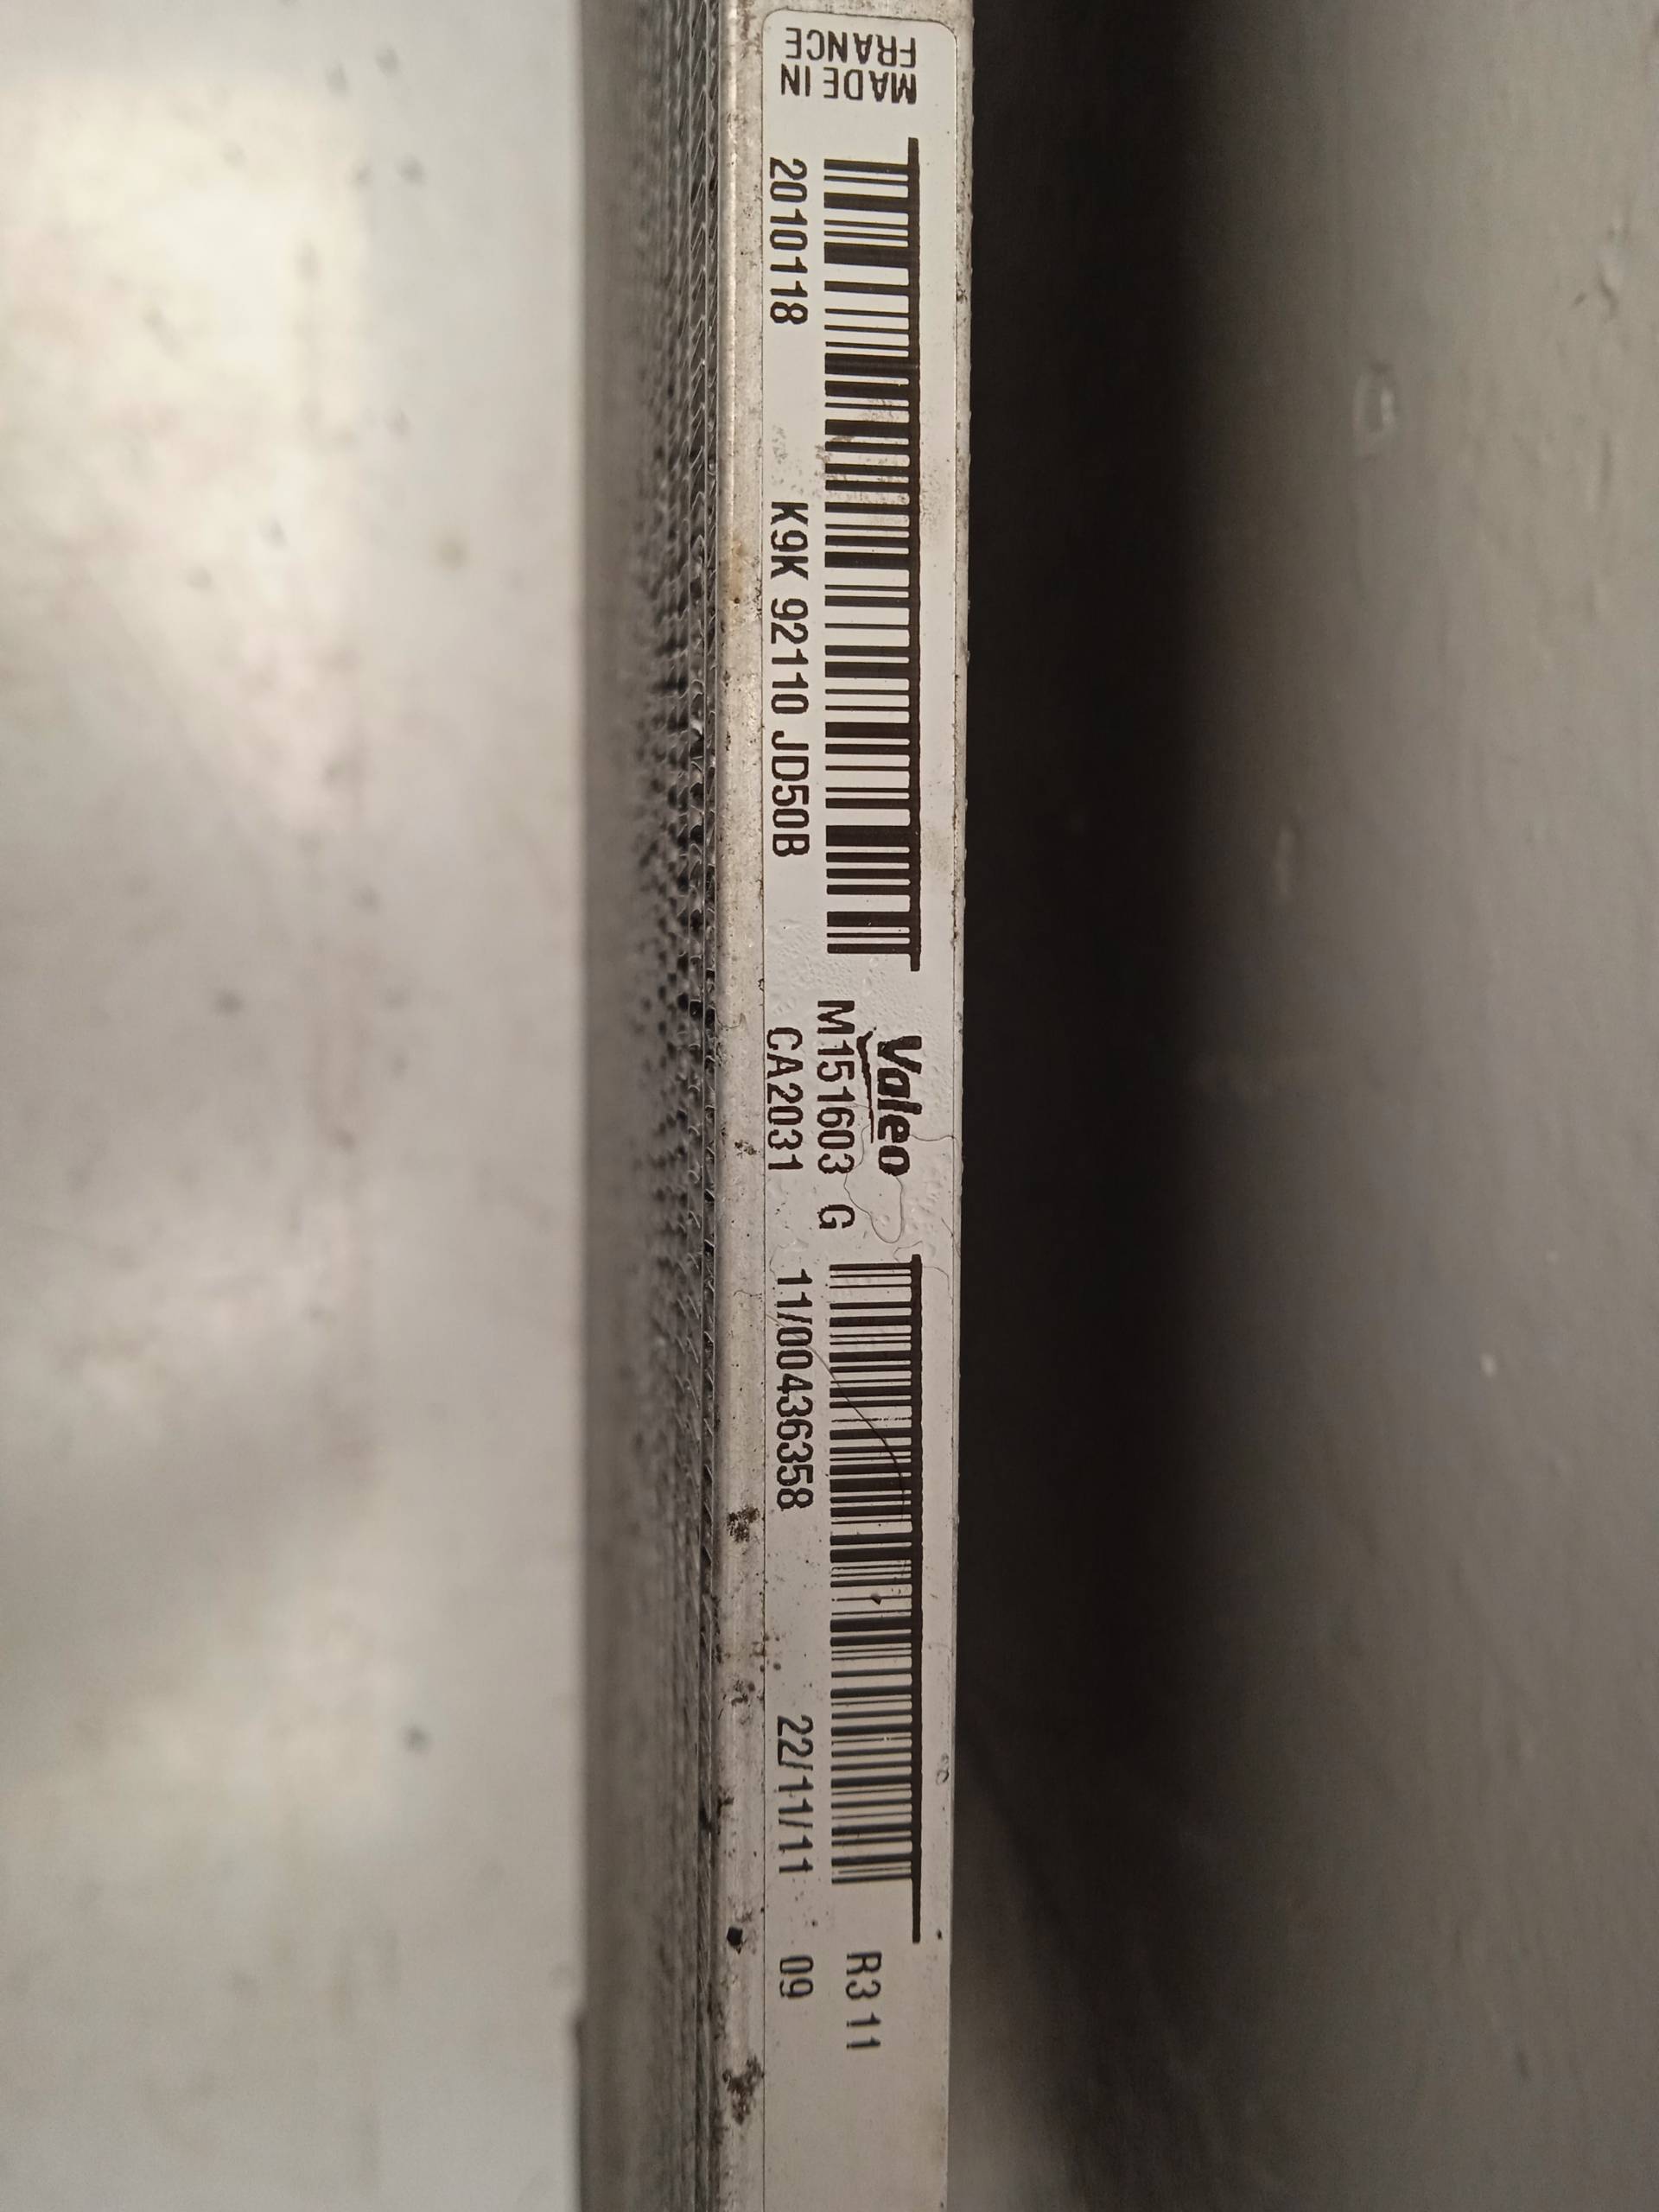 MADE IN
FRANCE
2010118
K9K 92110 JD50B
Valeo
M151603 G
CA2031
11/00436358
22/11/11
09
R3 11